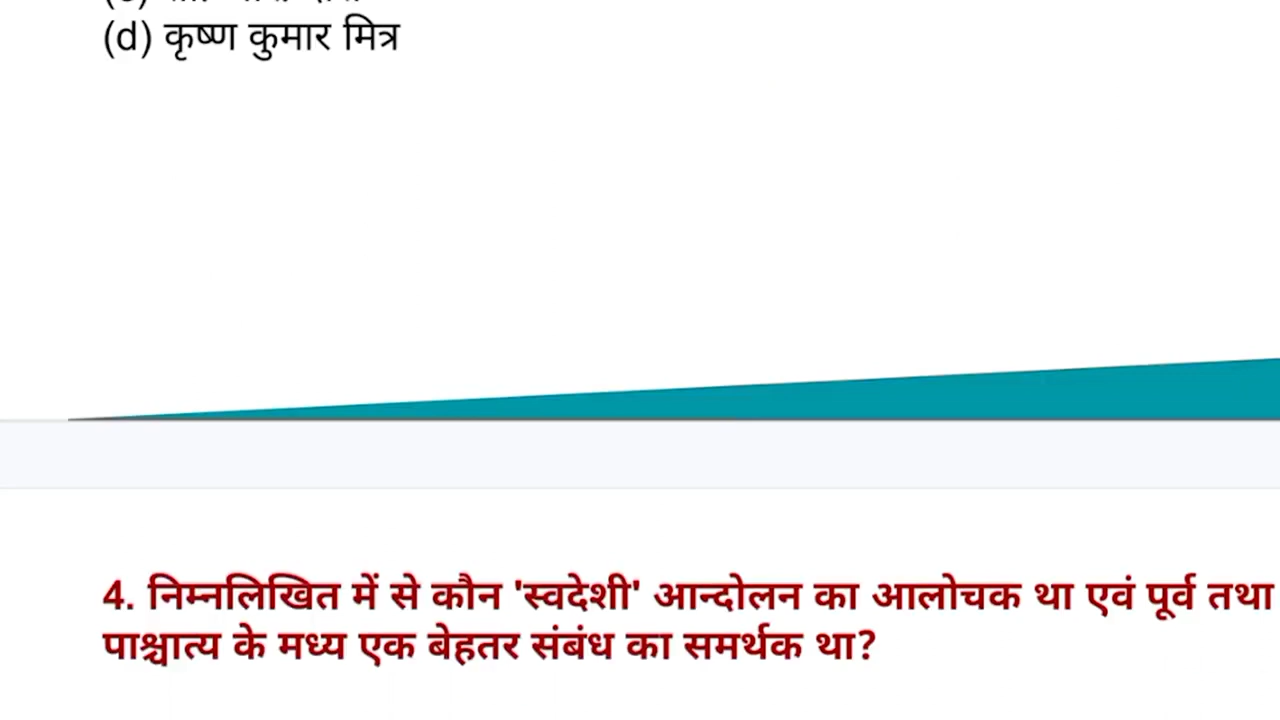 (d) कृष्ण कुमार मित्र
4. निम्नलिखित में से कौन 'स्वदेशी' आन्दोलन का आलोचक था एवं पूर्व तथा
पाश्चात्य के मध्य एक बेहतर संबंध का समर्थक था?